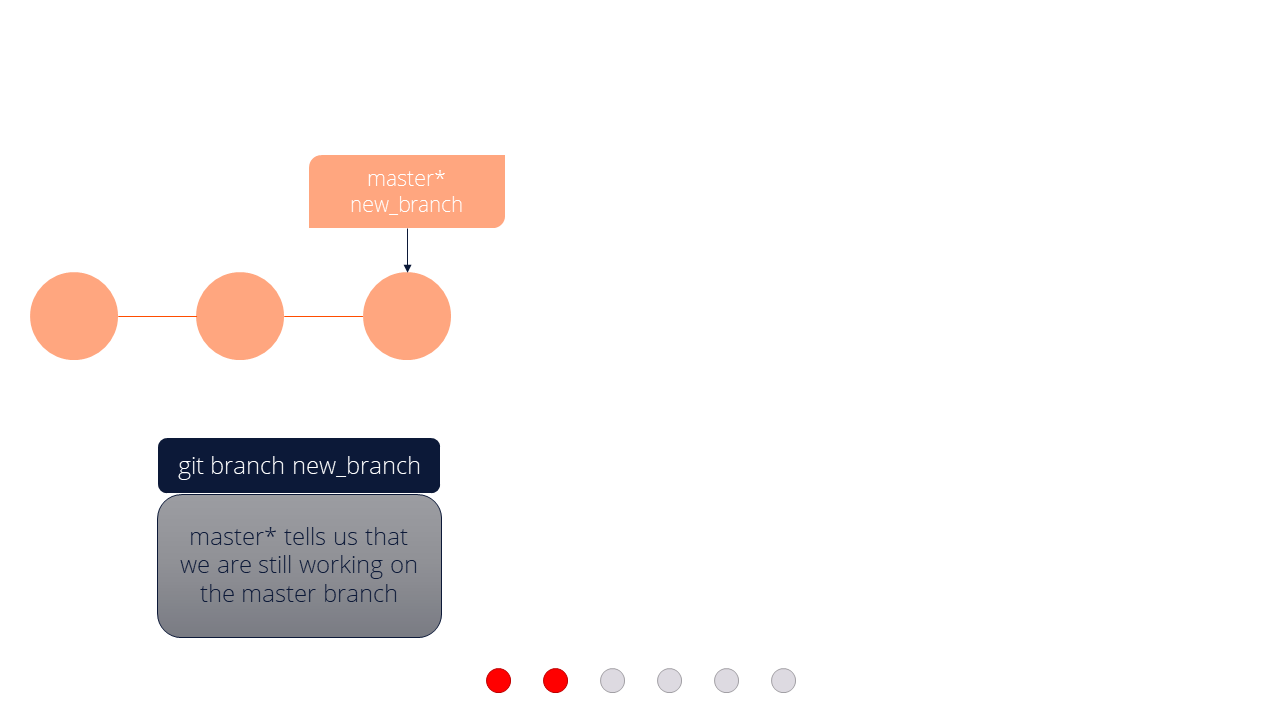 master*
new_branch
git branch new_branch
master* tells us that
we are still working on
the master branch